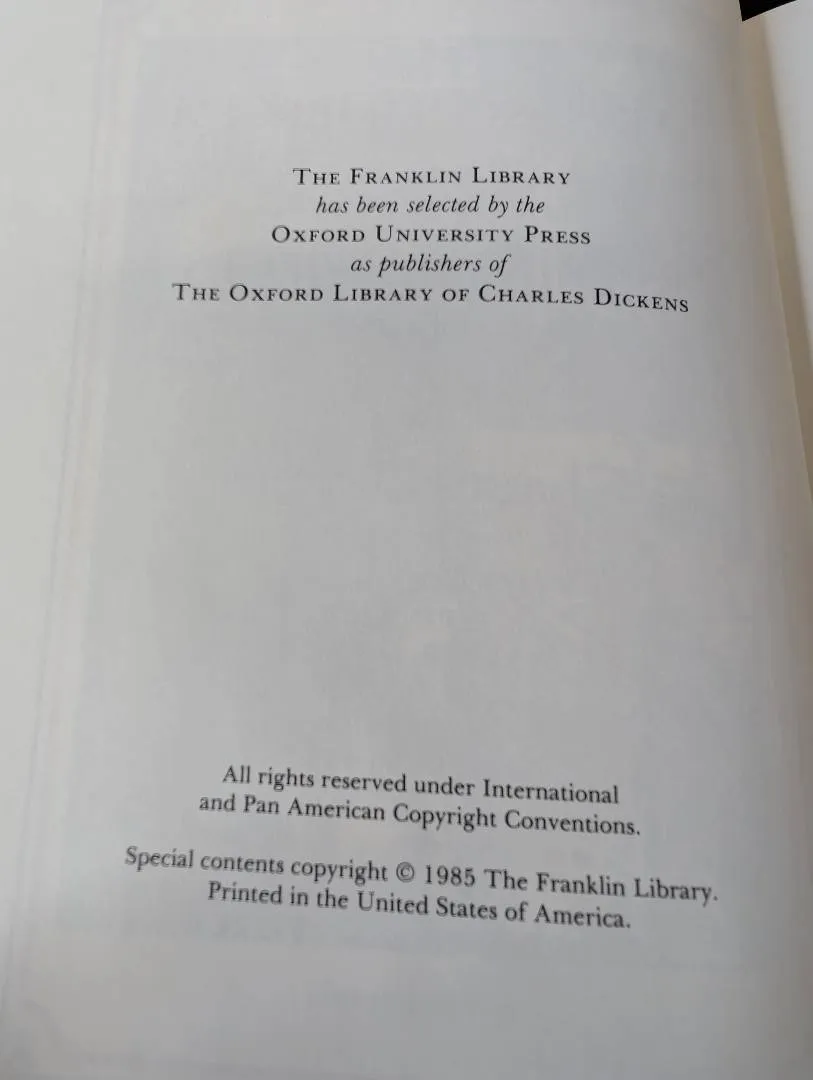 The Franklin Library
has been selected by the
Oxford University Press
as publishers of
The Oxford Library of Charles Dickens
All rights reserved under International
and Pan American Copyright Conventions.
Special contents copyright © 1985 The Franklin Library.
Printed in the United States of America.